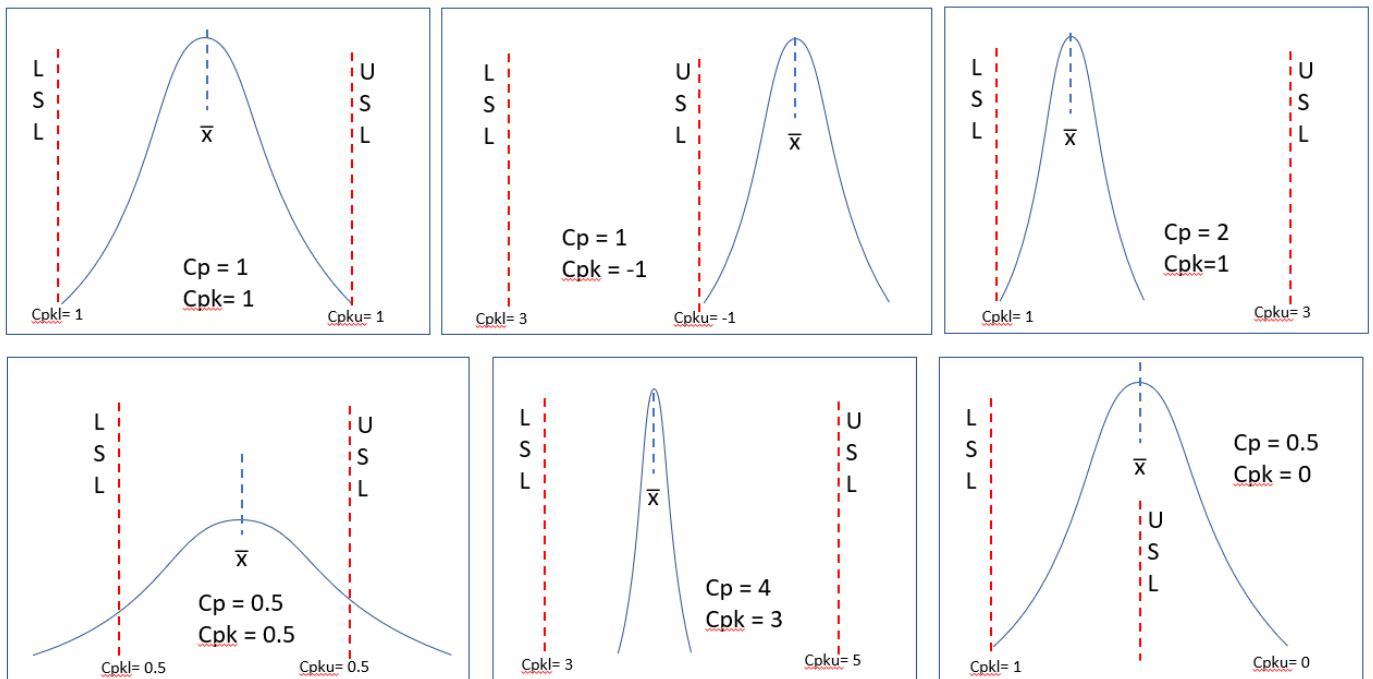 L
S
L
U
S
L
x̅
Cp = 1
Cpk= 1
Cpkl= 1
Cpku= 1
L
S
L
U
S
L
x̅
Cp = 1
Cpk = -1
Cpkl= 3
Cpku= -1
L
S
L
U
S
L
x̅
Cp = 2
Cpk=1
Cpkl= 1
Cpku= 3
L
S
L
U
S
L
x̅
Cp = 0.5
Cpk = 0.5
Cpkl= 0.5
Cpku= 0.5
L
S
L
U
S
L
x̅
Cp = 4
Cpk = 3
Cpkl= 3
Cpku= 5
L
S
L
Cp = 0.5
Cpk = 0
x̅
U
S
L
Cpkl= 1
Cpku= 0